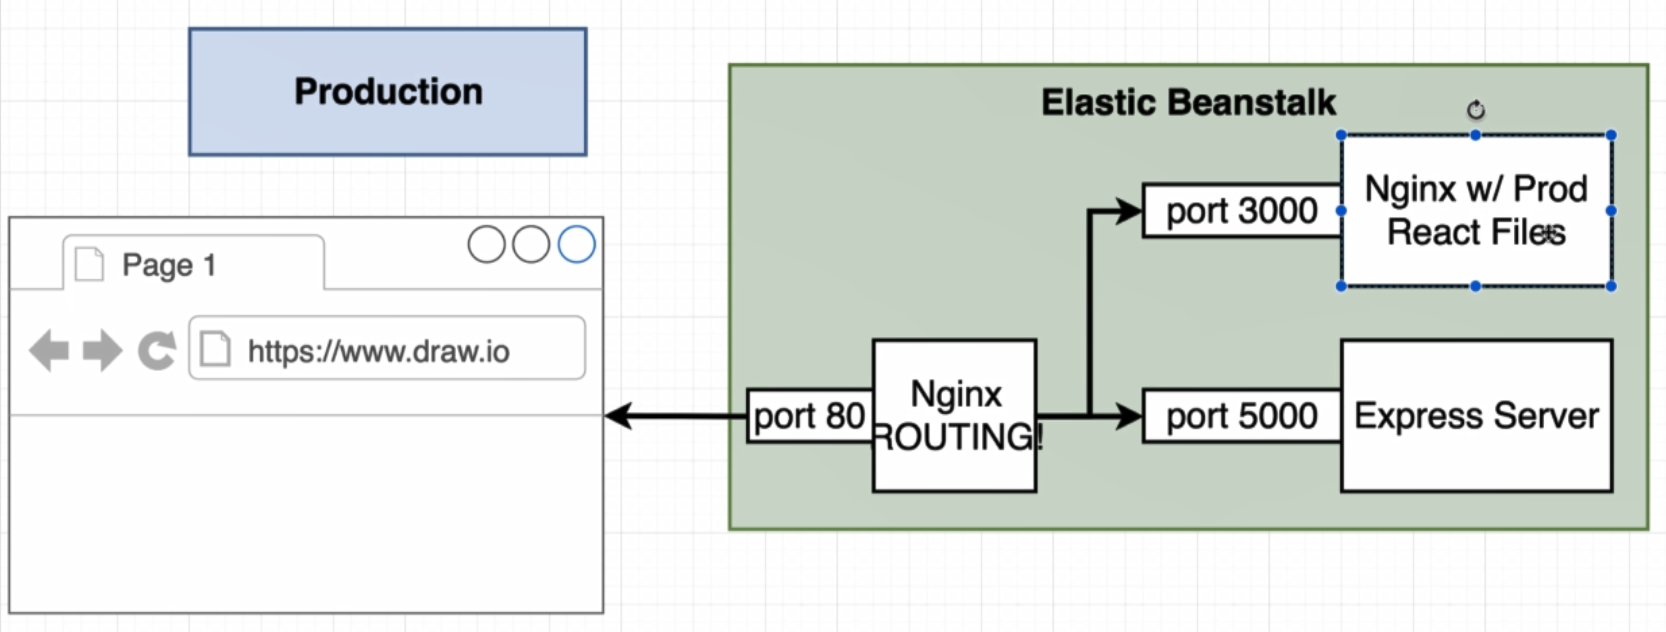 Production
Elastic Beanstalk
Nginx w/ Prod
React Files
port 3000
Page 1
https://www.draw.io
port 80
Nginx
ROUTING!
port 5000
Express Server